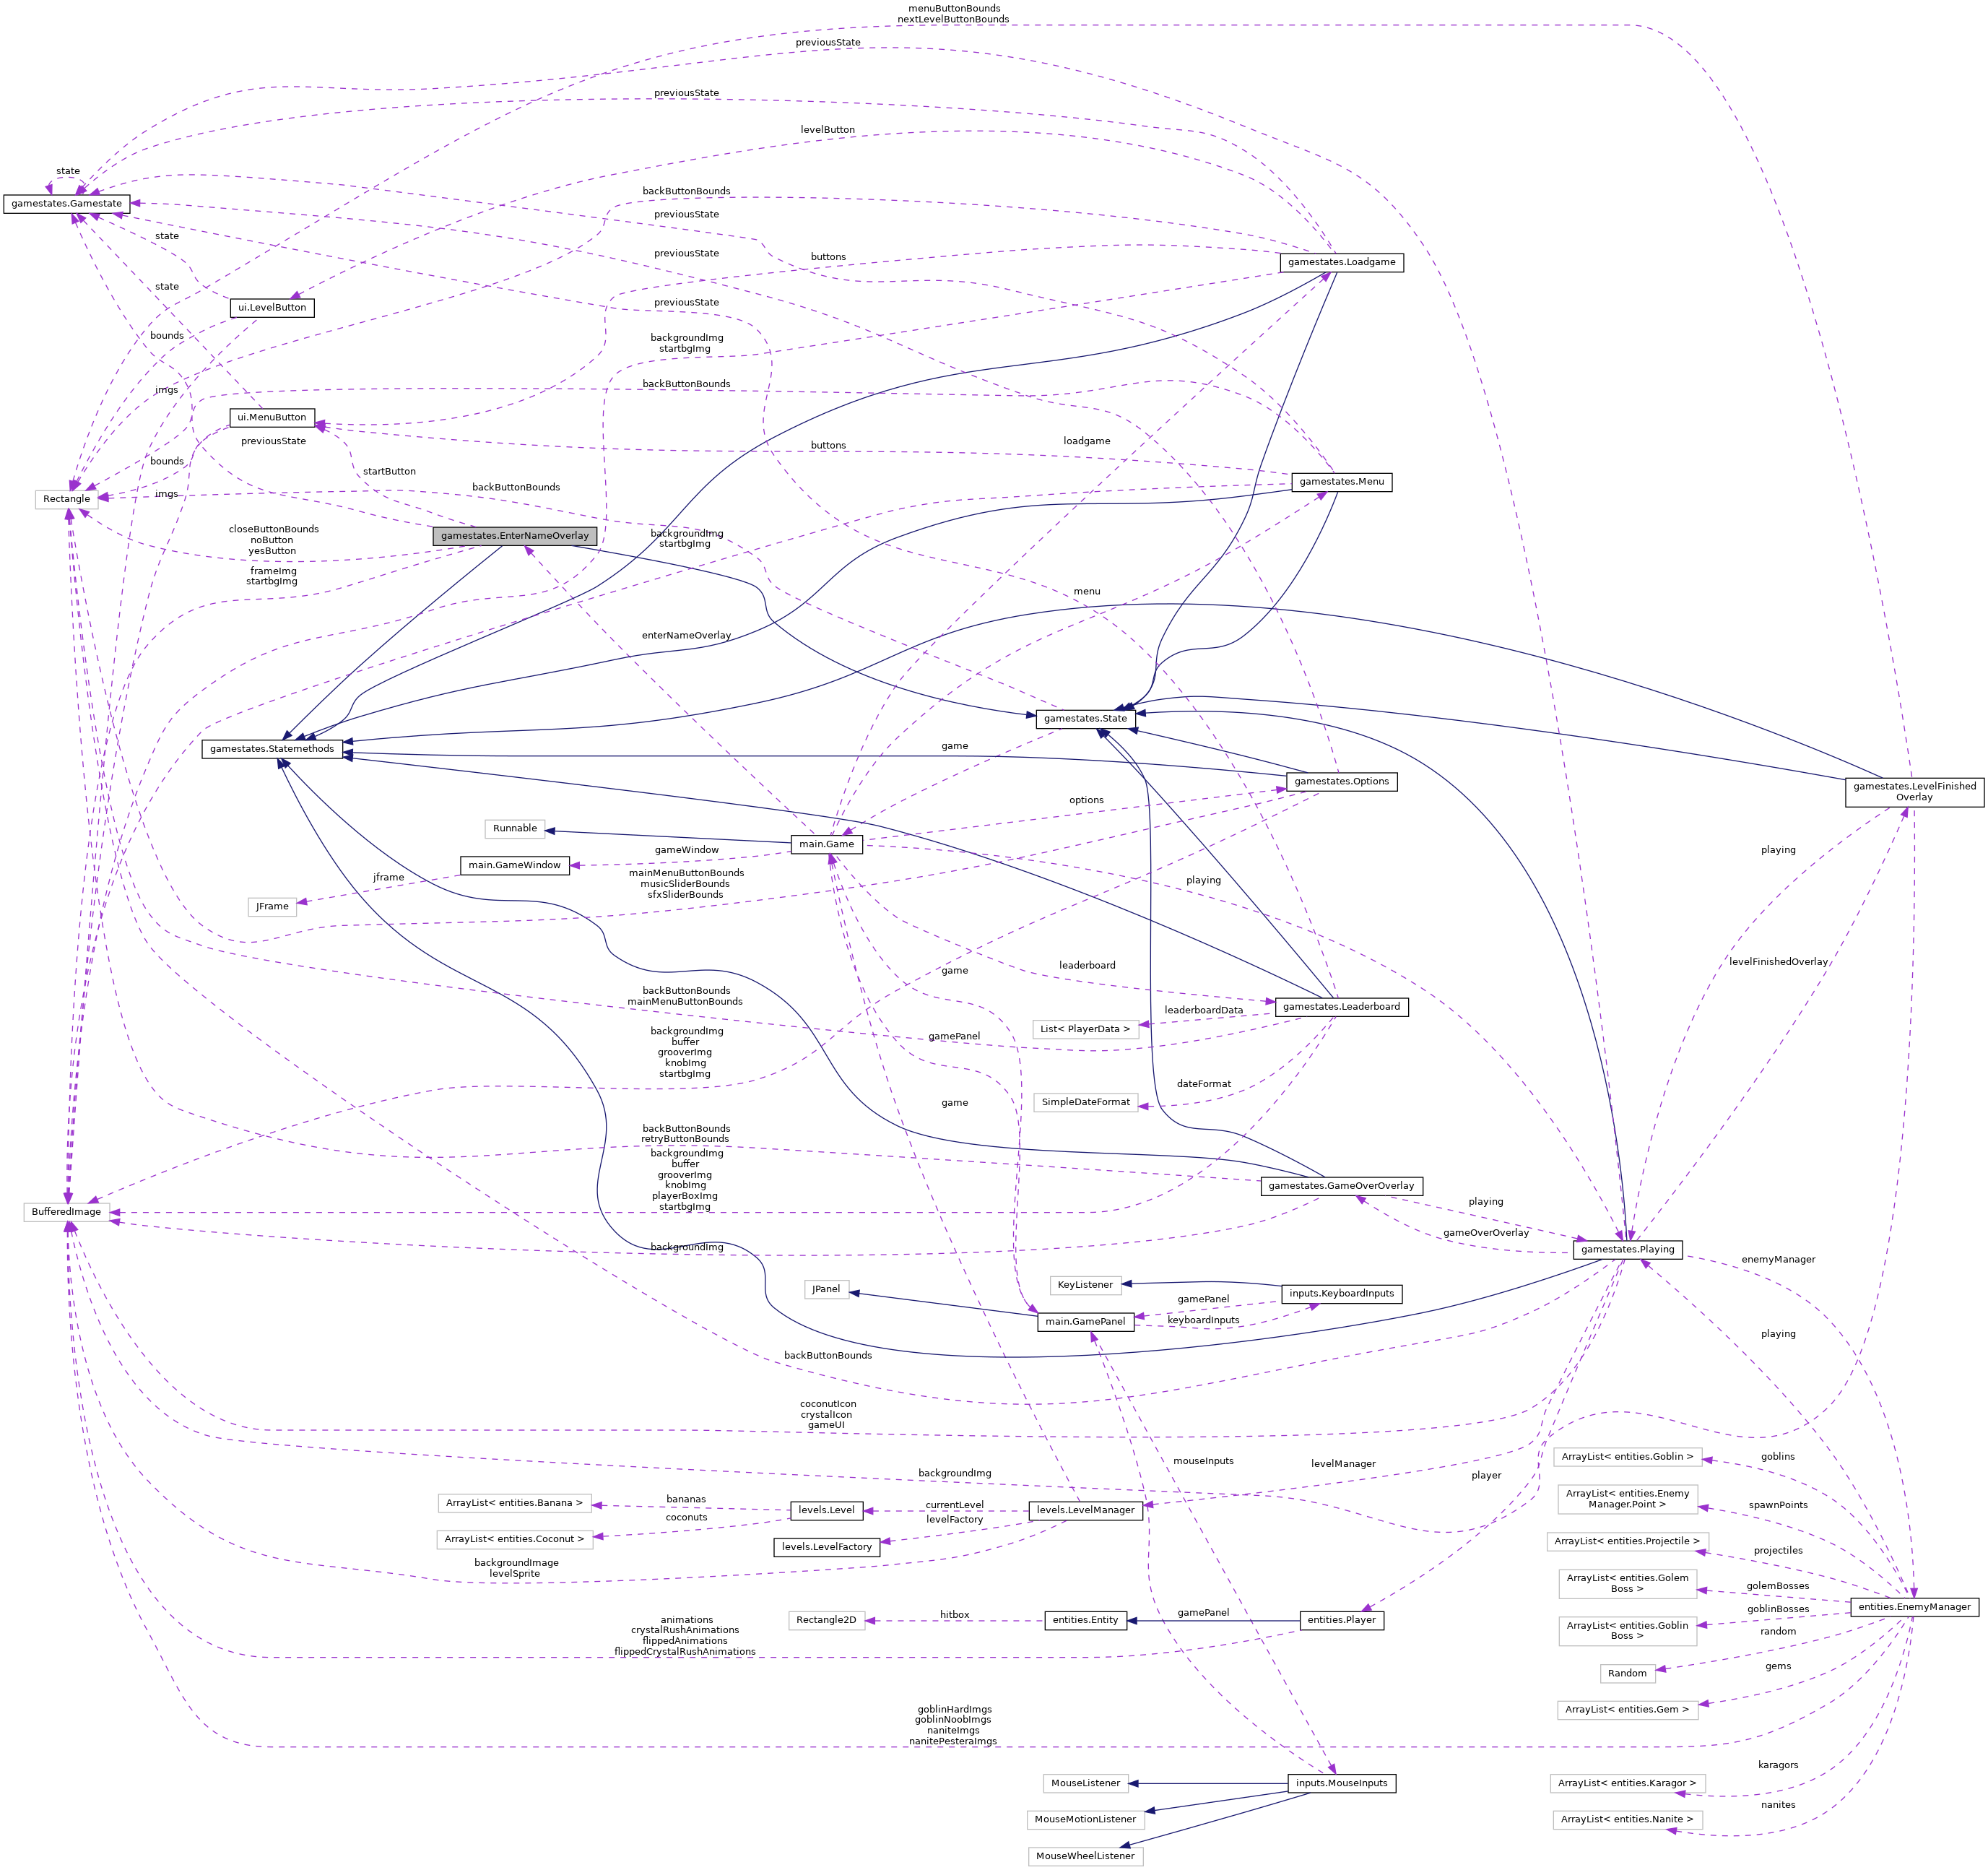 menuButtonBounds
nextLevelButtonBounds
previousState
previousState
levelButton
state
gamestates.Gamestate
backButtonBounds
previousState
state
previousState
buttons
gamestates.Loadgame
state
previousState
ui.LevelButton
bounds
backgroundImg
startbgImg
backButtonBounds
imgs
ui.MenuButton
previousState
loadgame
buttons
bounds
startButton
gamestates.Menu
imgs
backButtonBounds
Rectangle
closeButtonBounds
noButton
yesButton
gamestates.EnterNameOverlay
backgroundImg
startbgImg
frameImg
startbgImg
menu
enterNameOverlay
gamestates.State
gamestates.Statemethods
game
gamestates.Options
gamestates.LevelFinished
Overlay
options
Runnable
main.Game
gameWindow
playing
main.GameWindow
jframe
mainMenuButtonBounds
musicSliderBounds
sfxSliderBounds
playing
JFrame
leaderboard
levelFinishedOverlay
game
backButtonBounds
mainMenuButtonBounds
gamestates.Leaderboard
leaderboardData
List< PlayerData >
gamePanel
backgroundImg
buffer
grooverImg
knobImg
startbgImg
dateFormat
SimpleDateFormat
game
backButtonBounds
retryButtonBounds
backgroundImg
buffer
grooverImg
knobImg
playerBoxImg
startbgImg
gamestates.GameOverOverlay
playing
BufferedImage
gameOverOverlay
backgroundImg
gamestates.Playing
enemyManager
KeyListener
JPanel
inputs.KeyboardInputs
gamePanel
main.GamePanel
keyboardInputs
playing
backButtonBounds
coconutIcon
crystalIcon
gameUI
mouseInputs
levelManager
backgroundImg
player
ArrayList< entities.Goblin >
goblins
ArrayList< entities.Enemy
Manager.Point >
spawnPoints
ArrayList< entities.Banana >
bananas
levels.Level
currentLevel
levels.LevelManager
coconuts
levelFactory
ArrayList< entities.Coconut >
levels.LevelFactory
ArrayList< entities.Projectile >
projectiles
backgroundImage
levelSprite
ArrayList< entities.Golem
Boss >
golemBosses
entities.EnemyManager
goblinBosses
ArrayList< entities.Goblin
Boss >
random
animations
crystalRushAnimations
flippedAnimations
flippedCrystalRushAnimations
Rectangle2D
hitbox
entities.Entity
gamePanel
entities.Player
Random
gems
ArrayList< entities.Gem >
goblinHardImgs
goblinNoobImgs
naniteImgs
nanitePesteraImgs
karagors
MouseListener
inputs.MouseInputs
ArrayList< entities.Karagor >
nanites
MouseMotionListener
ArrayList< entities.Nanite >
MouseWheelListener